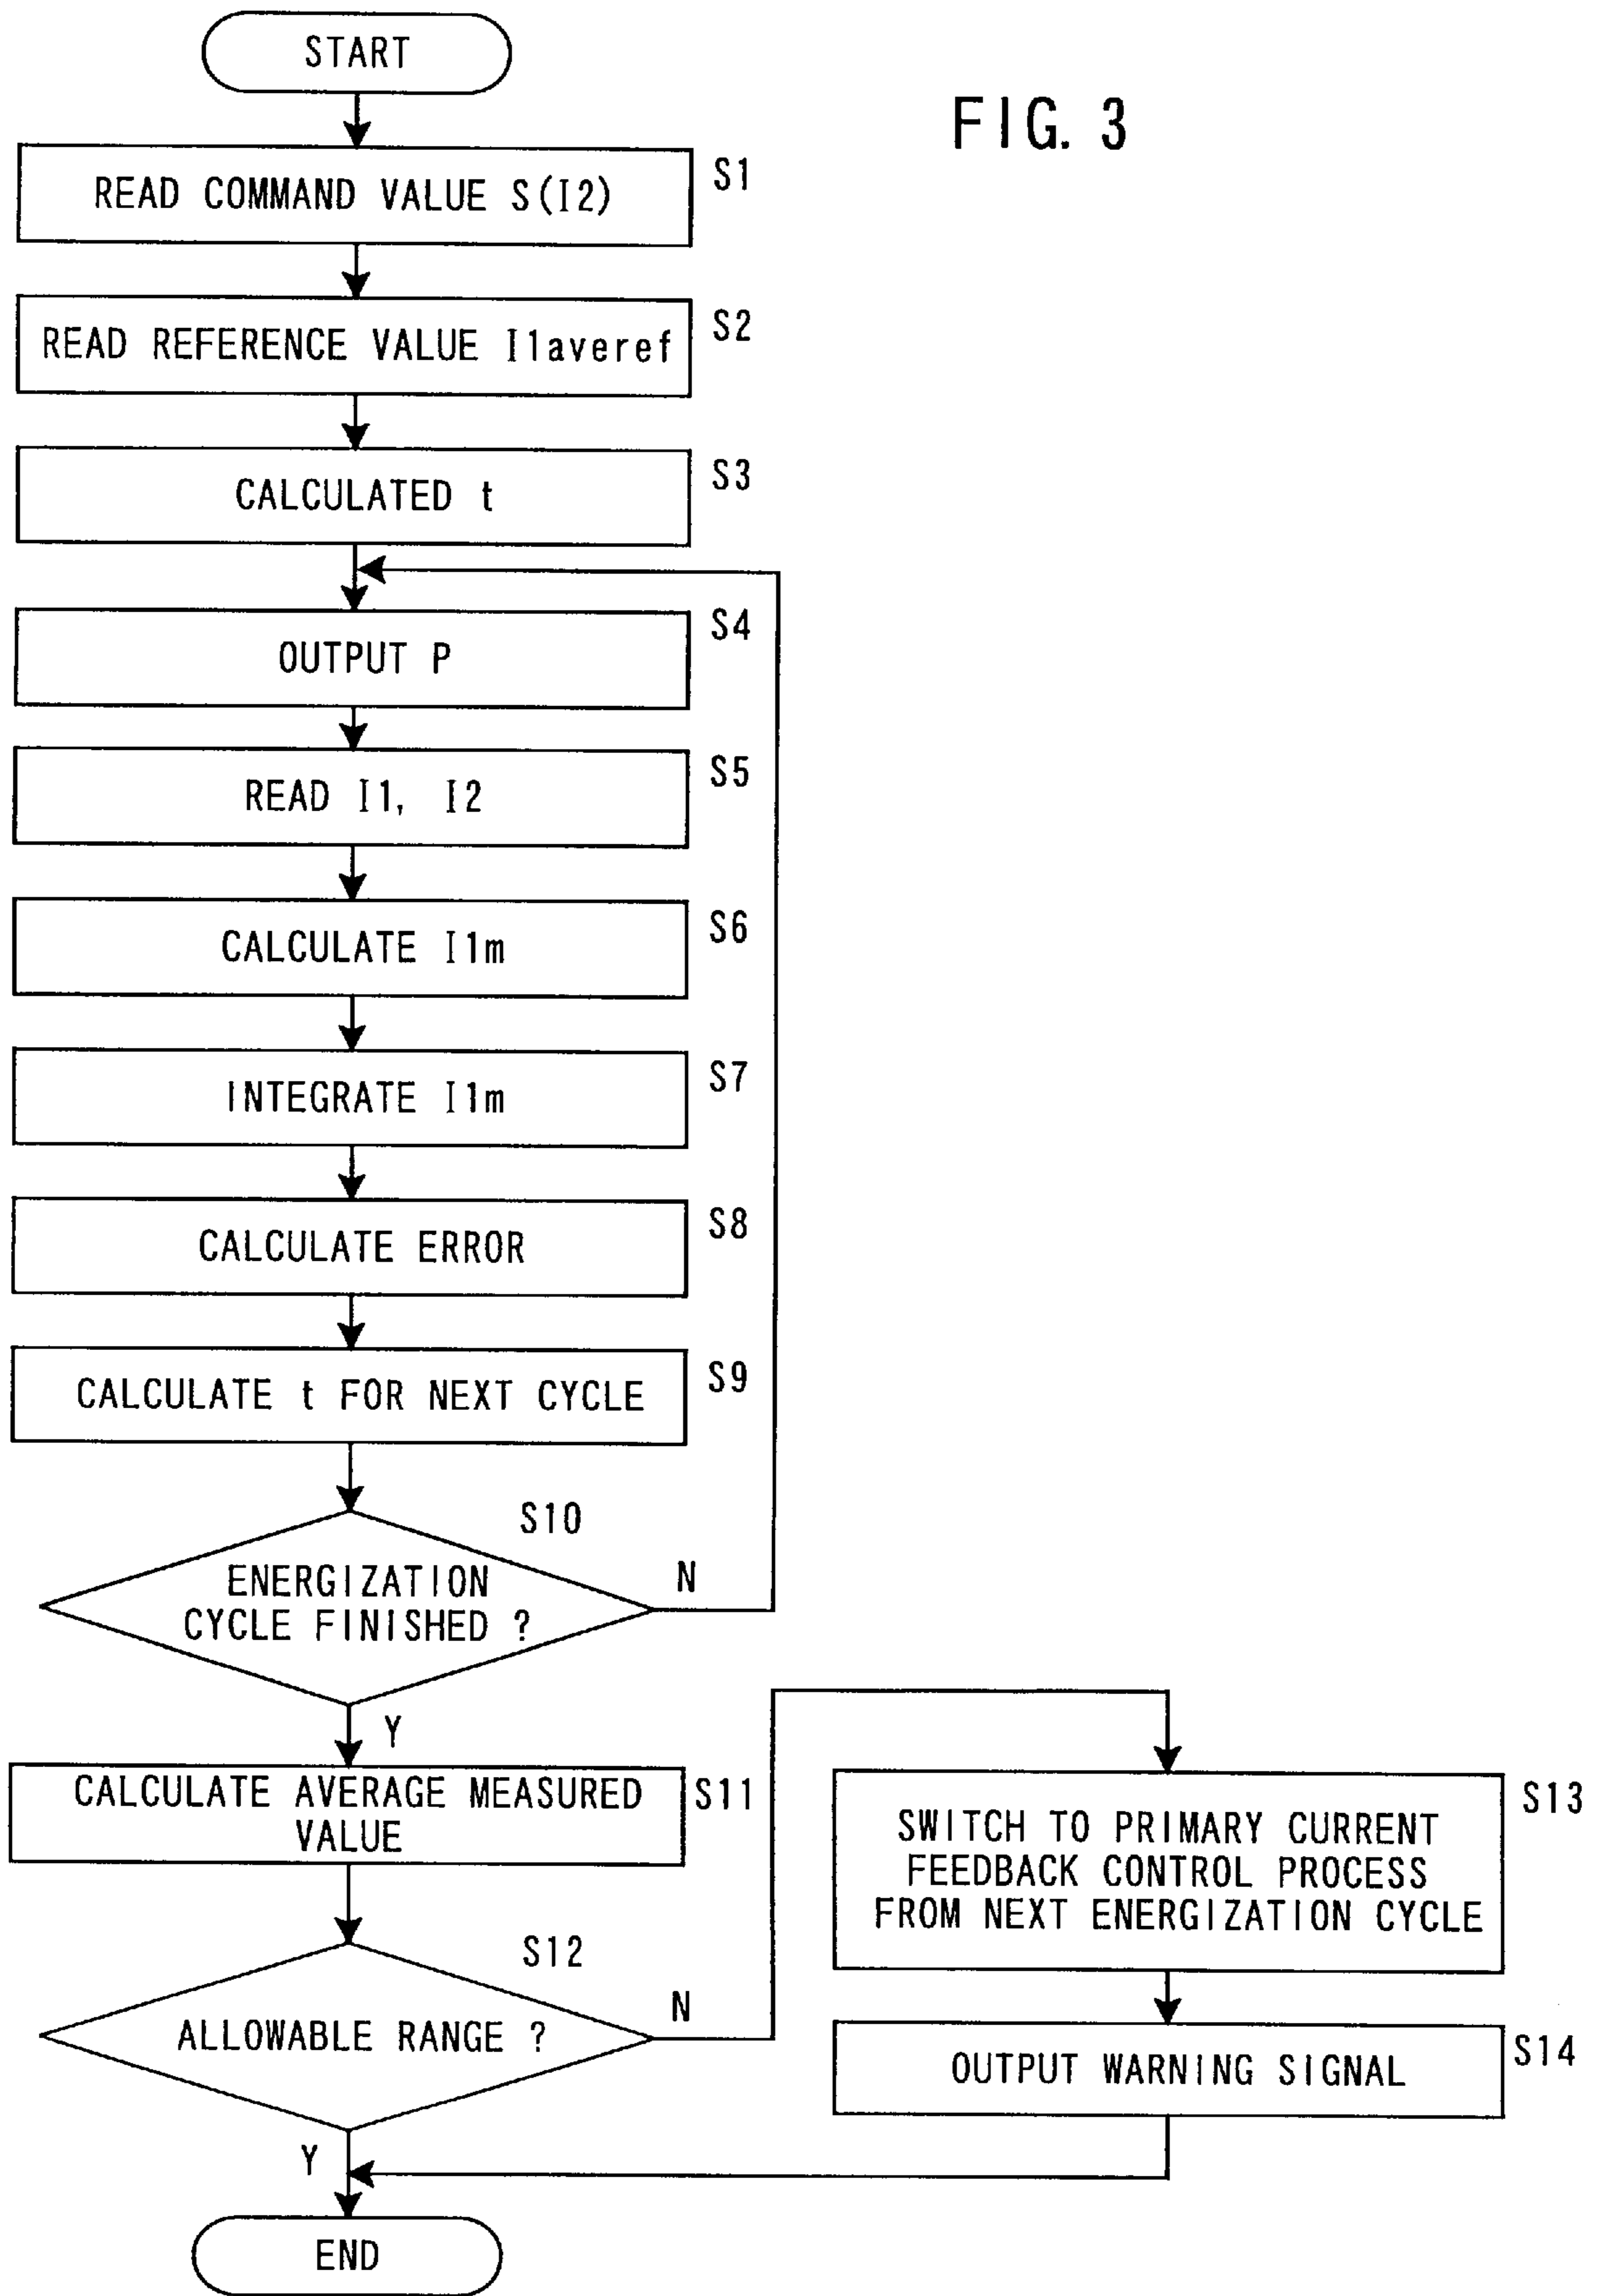 START
FIG. 3
READ COMMAND VALUE S(I2)
S1
READ REFERENCE VALUE I1averef
S2
CALCULATED t
S3
OUTPUT P
S4
READ I1, I2
S5
CALCULATE I1m
S6
INTEGRATE I1m
S7
CALCULATE ERROR
S8
CALCULATE t FOR NEXT CYCLE
S9
S10
ENERGIZATION
CYCLE FINISHED ?
N
Y
CALCULATE AVERAGE MEASURED
VALUE
S11
S12
ALLOWABLE RANGE ?
N
Y
S13
SWITCH TO PRIMARY CURRENT
FEEDBACK CONTROL PROCESS
FROM NEXT ENERGIZATION CYCLE
OUTPUT WARNING SIGNAL
S14
END